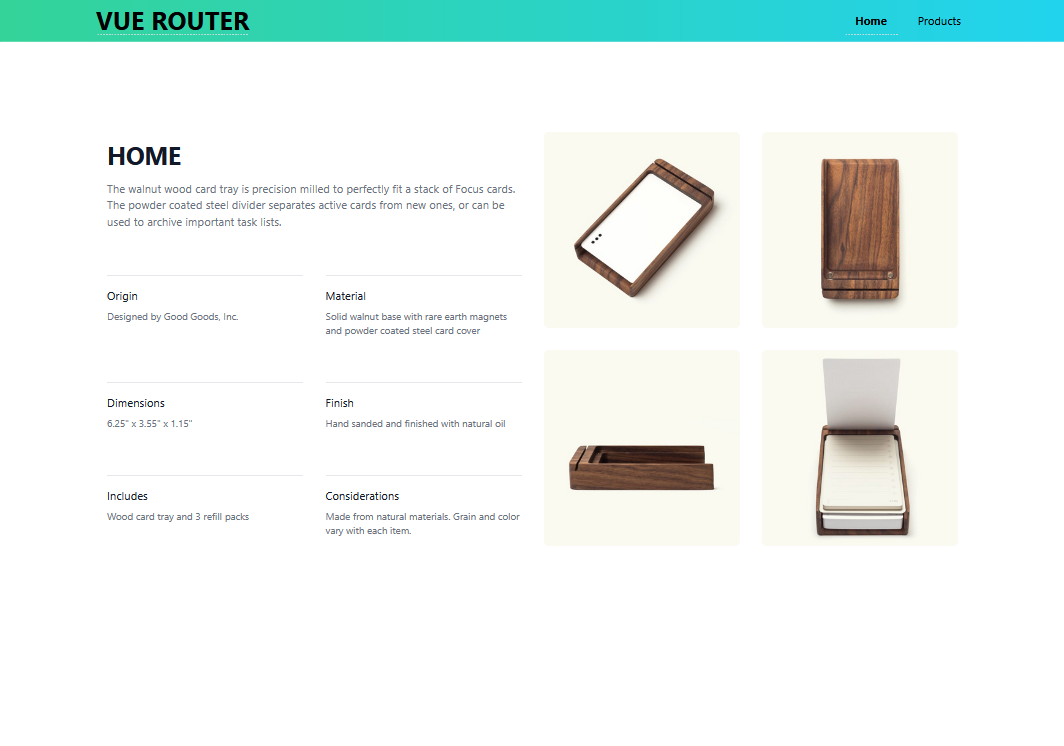 VUE ROUTER
Home
Products
HOME
The walnut wood card tray is precision milled to perfectly fit a stack of Focus cards.
The powder coated steel divider separates active cards from new ones, or can be
used to archive important task lists.
Origin
Designed by Good Goods, Inc.
Material
Solid walnut base with rare earth magnets
and powder coated steel card cover
Dimensions
6.25" x 3.55" x 1.15"
Finish
Hand sanded and finished with natural oil
Includes
Wood card tray and 3 refill packs
Considerations
Made from natural materials. Grain and color
vary with each item.